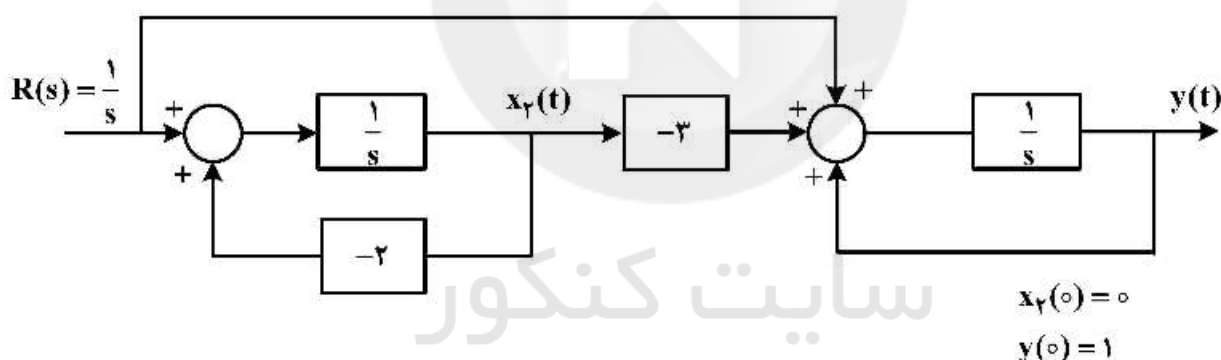 R(s) = ۱/s
+
+
۱/s
x۲(t)
−۲
−۳
+
+
+
۱/s
y(t)
x۲(۰) = ۰
y(۰) = ۱
سایت کنکور